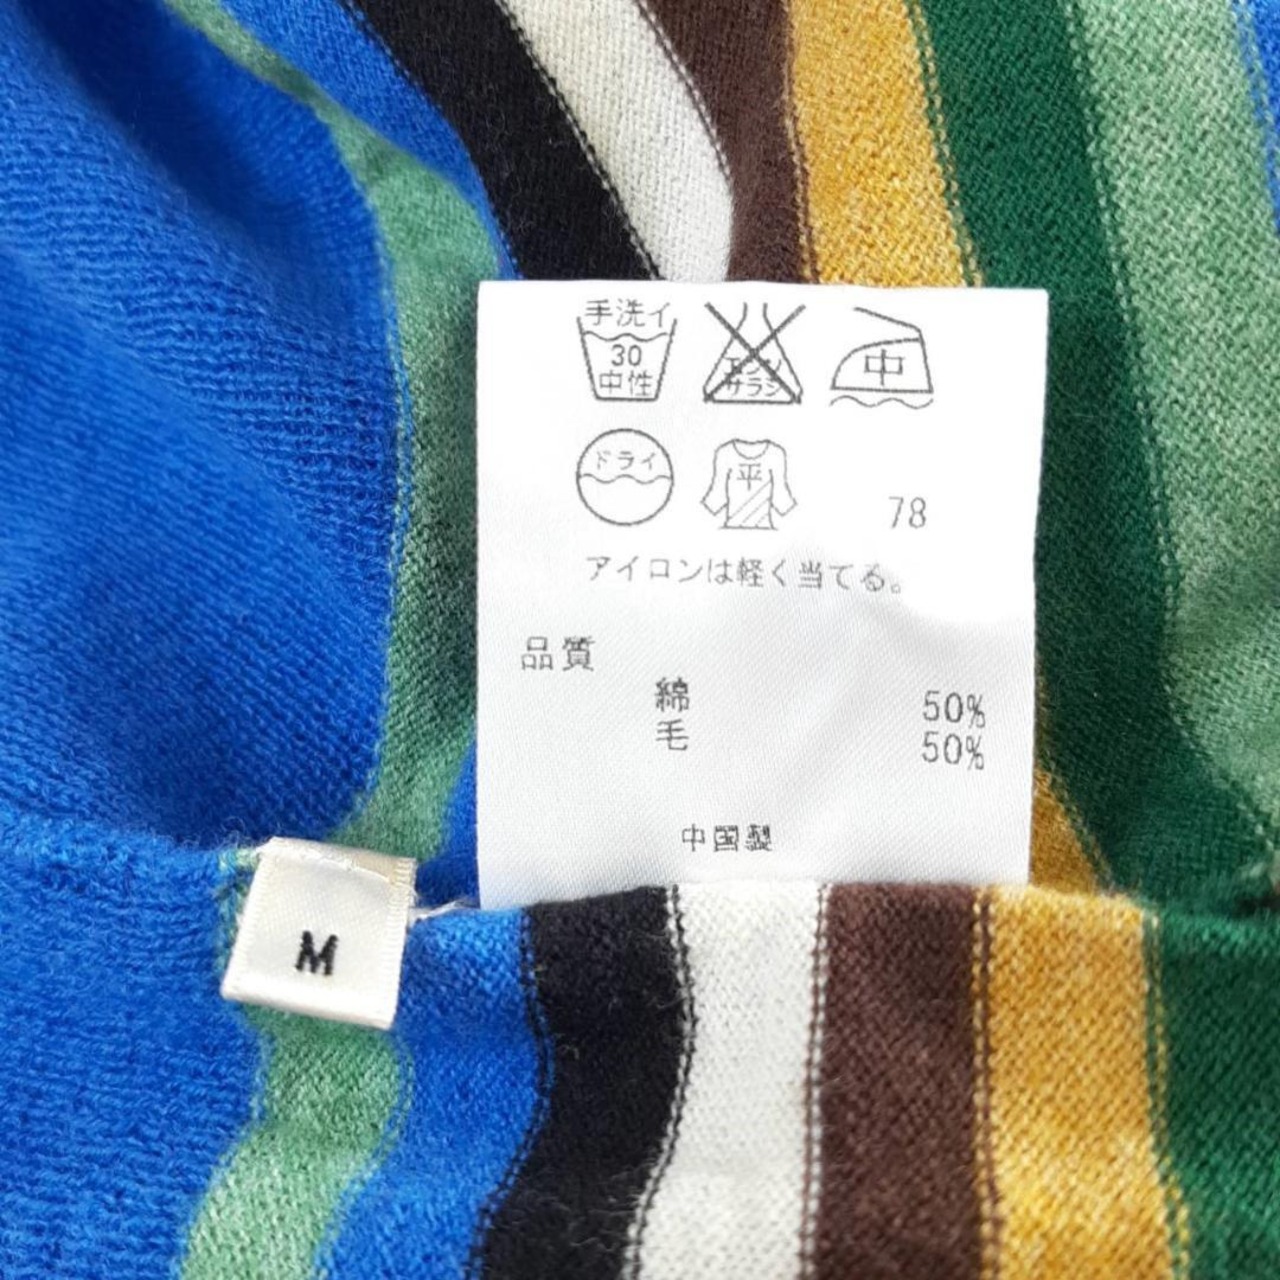 手洗イ
30
中性
エンソ
サラシ
中
ドライ
平
78
アイロンは軽く当てる。
品質
綿 50%
毛 50%
中国製
M